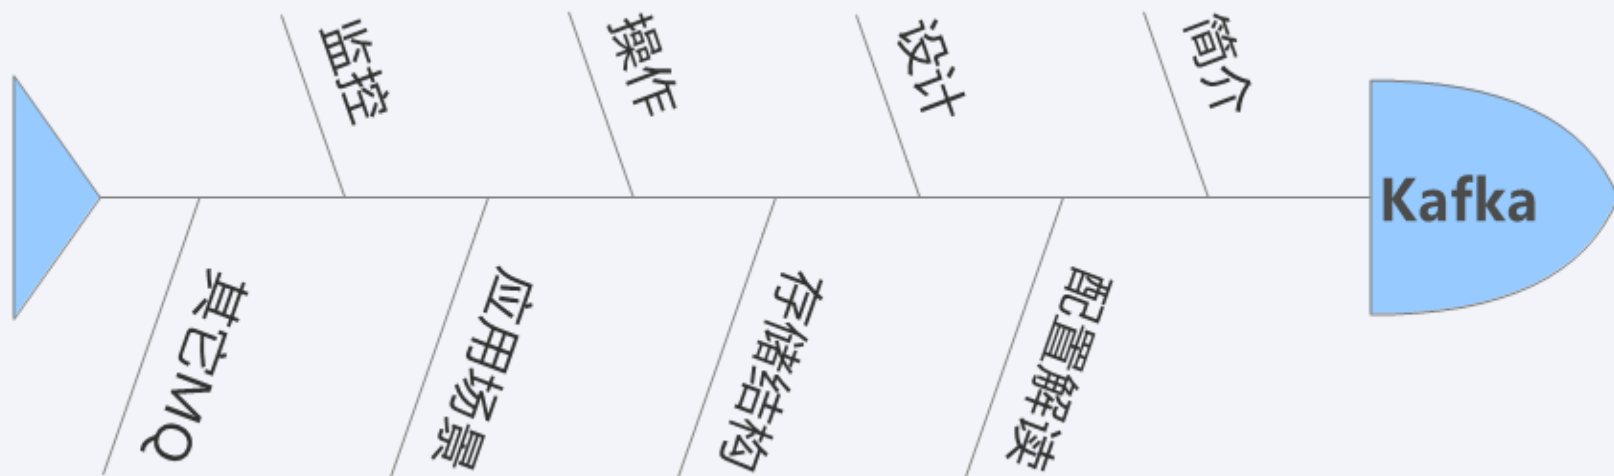 监控
操作
设计
简介
Kafka
其它MQ
应用场景
存储结构
配置解读